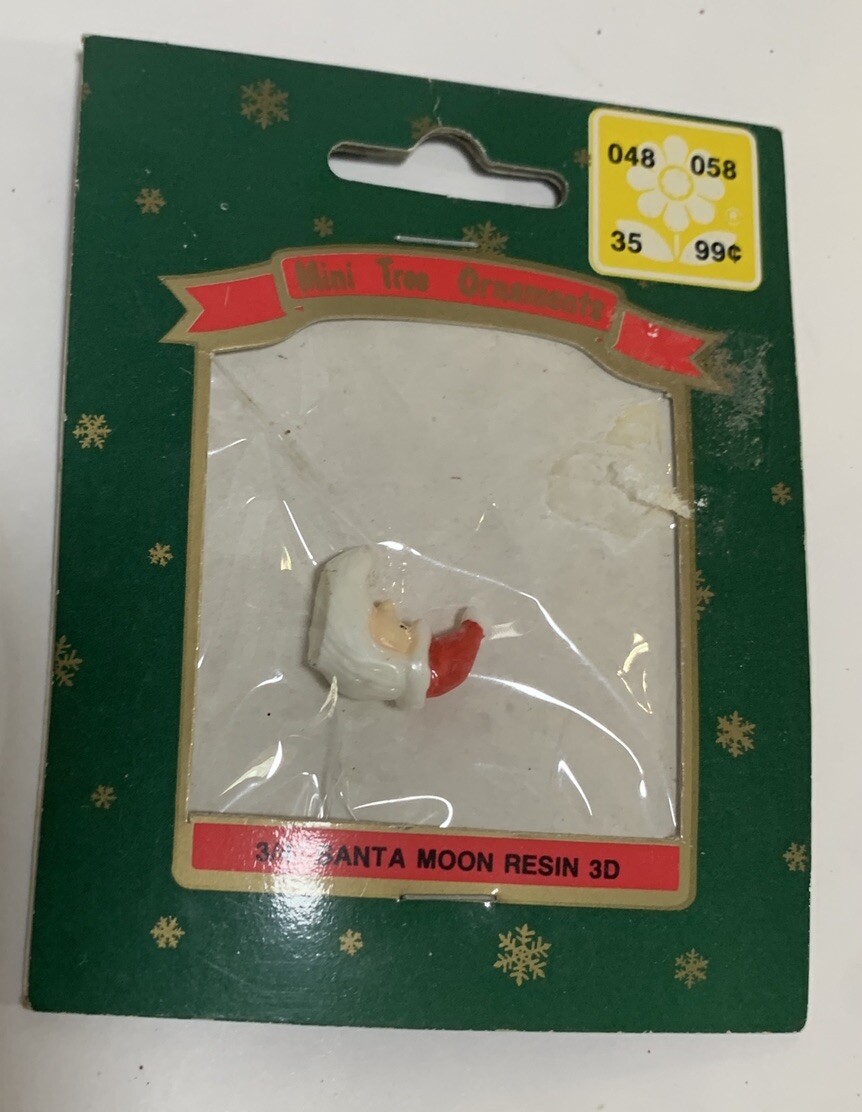 048 058
35 99¢
Mini Tree Ornaments
SANTA MOON RESIN 3D